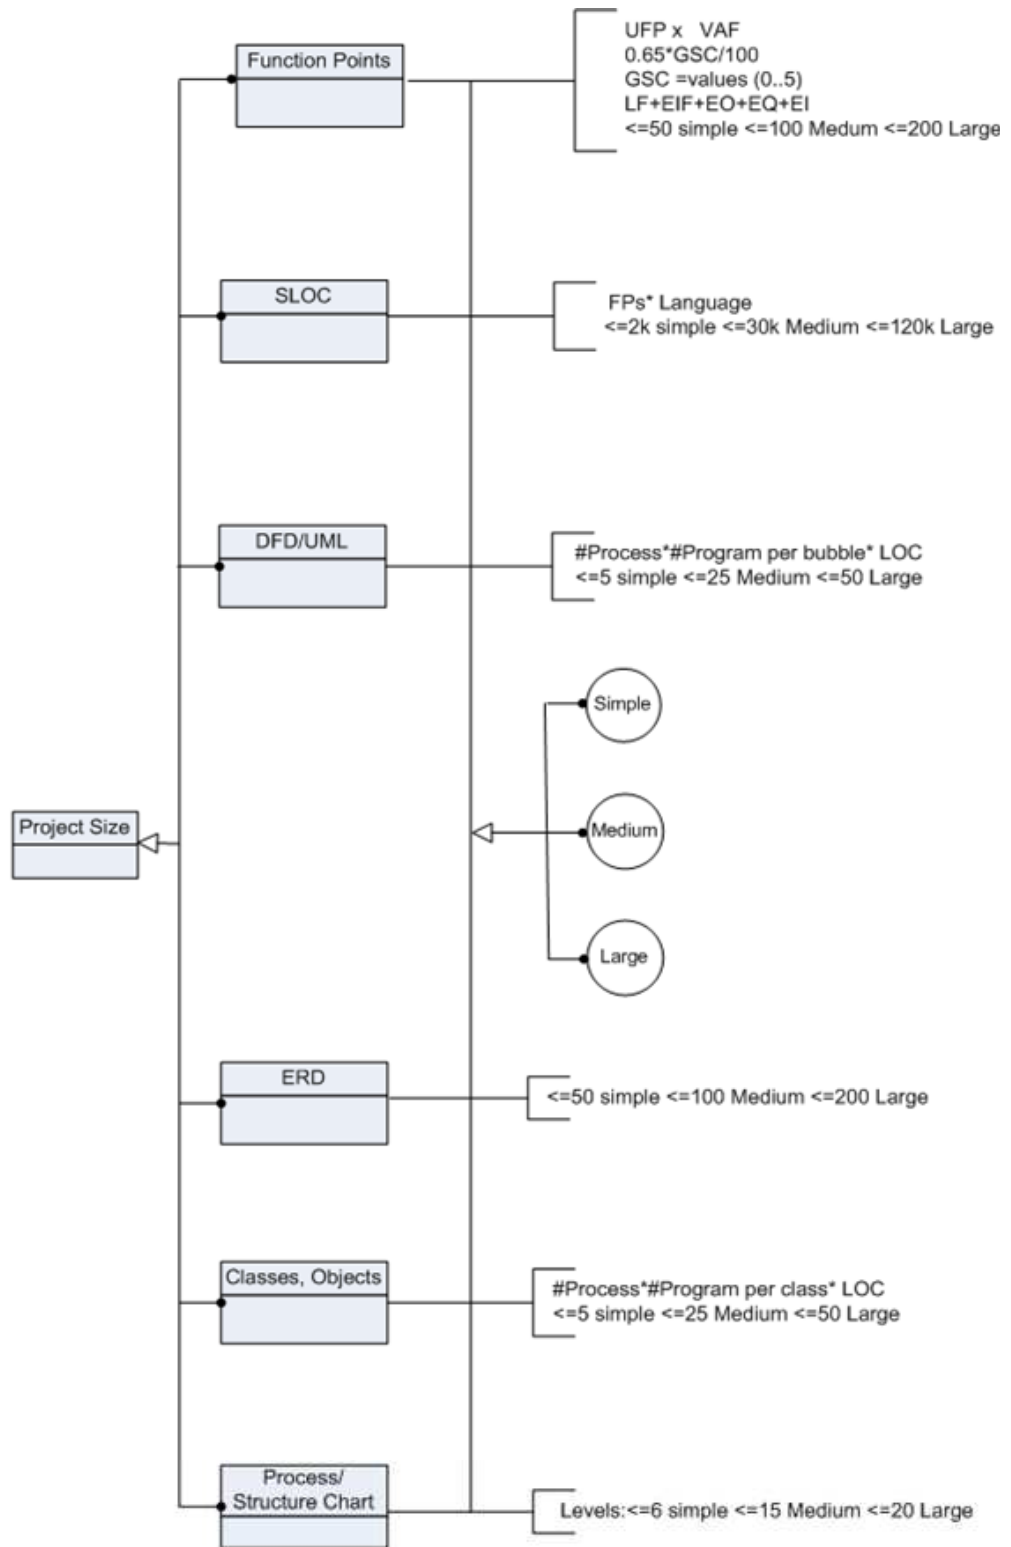 Function Points
UFP x   VAF
0.65*GSC/100
GSC =values (0..5)
LF+EIF+EO+EQ+EI
<=50 simple <=100 Medum <=200 Large
SLOC
FPs* Language
<=2k simple <=30k Medium <=120k Large
DFD/UML
#Process*#Program per bubble* LOC
<=5 simple <=25 Medium <=50 Large
Simple
Project Size
Medium
Large
ERD
<=50 simple <=100 Medium <=200 Large
Classes, Objects
#Process*#Program per class* LOC
<=5 simple <=25 Medium <=50 Large
Process/
Structure Chart
Levels:<=6 simple <=15 Medium <=20 Large